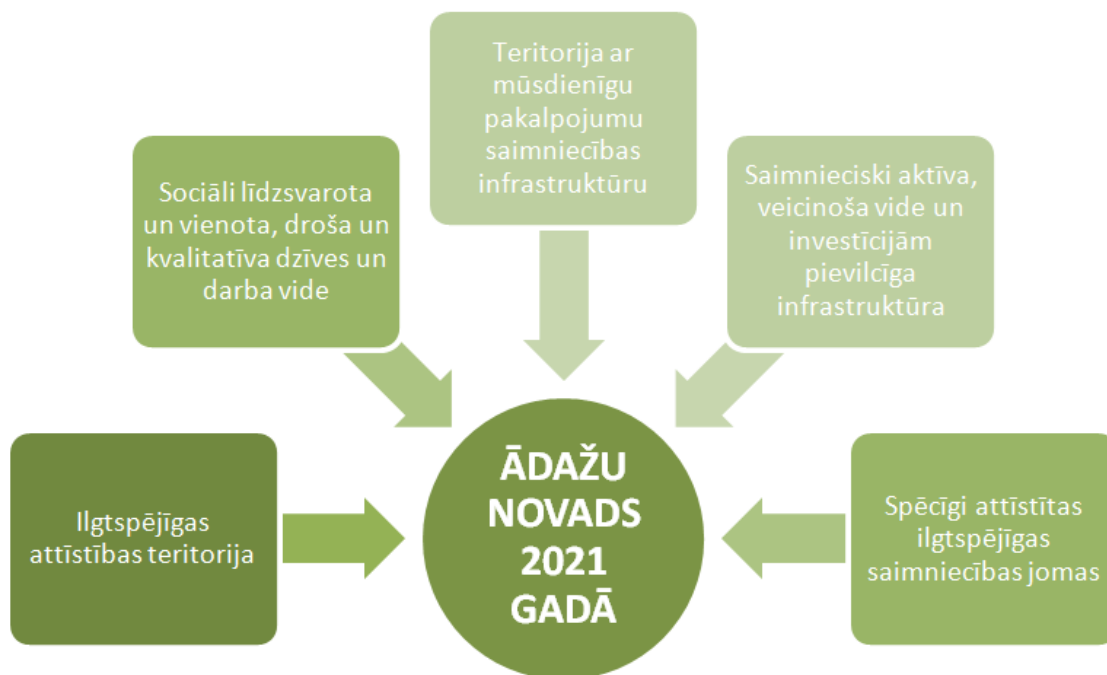 Teritorija ar
mūsdienīgu
pakalpojumu
saimniecības
infrastruktūru
Sociāli līdzsvarota
un vienota, droša un
kvalitatīva dzīves un
darba vide
Saimnieciski aktīva,
veicinoša vide un
investīcijām
pievilcīga
infrastruktūra
Ilgtspējīgas
attīstības teritorija
ĀDAŽU
NOVADS
2021
GADĀ
Spēcīgi attīstītas
ilgtspējīgas
saimniecības jomas